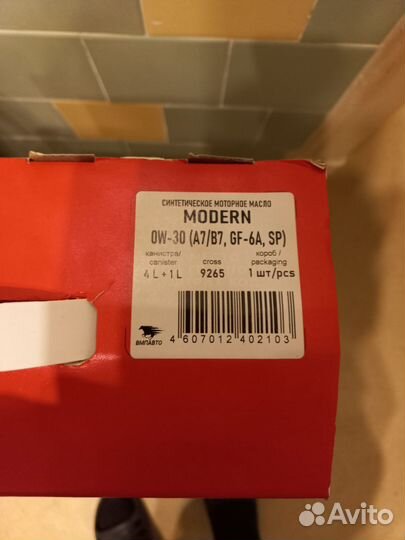 СИНТЕТИЧЕСКОЕ МОТОРНОЕ МАСЛО
MODERN
0W-30 (A7/B7, GF-6A, SP)
канистра/ cross короб /
canister packaging
4 L + 1 L 9265 1 шт/pcs
ВМПАВТО
4 607012 402103
Avito